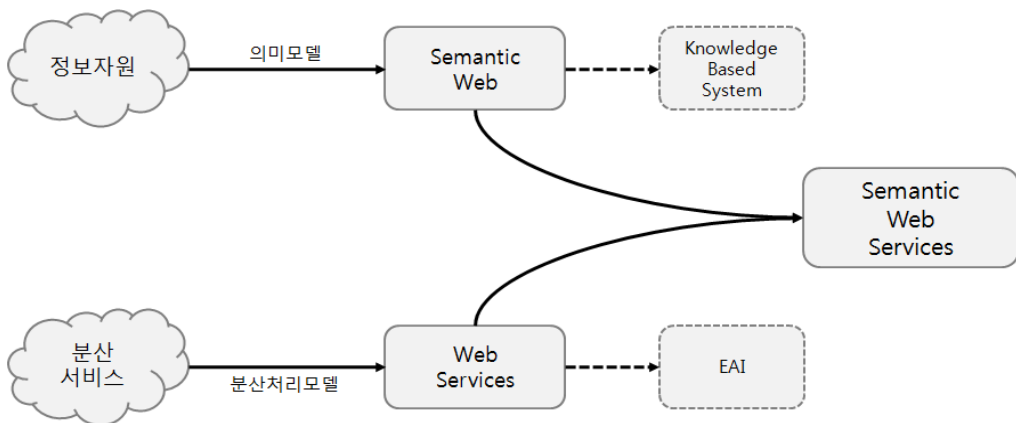 정보자원
의미모델
Semantic
Web
Knowledge
Based
System
Semantic
Web
Services
분산
서비스
분산처리모델
Web
Services
EAI